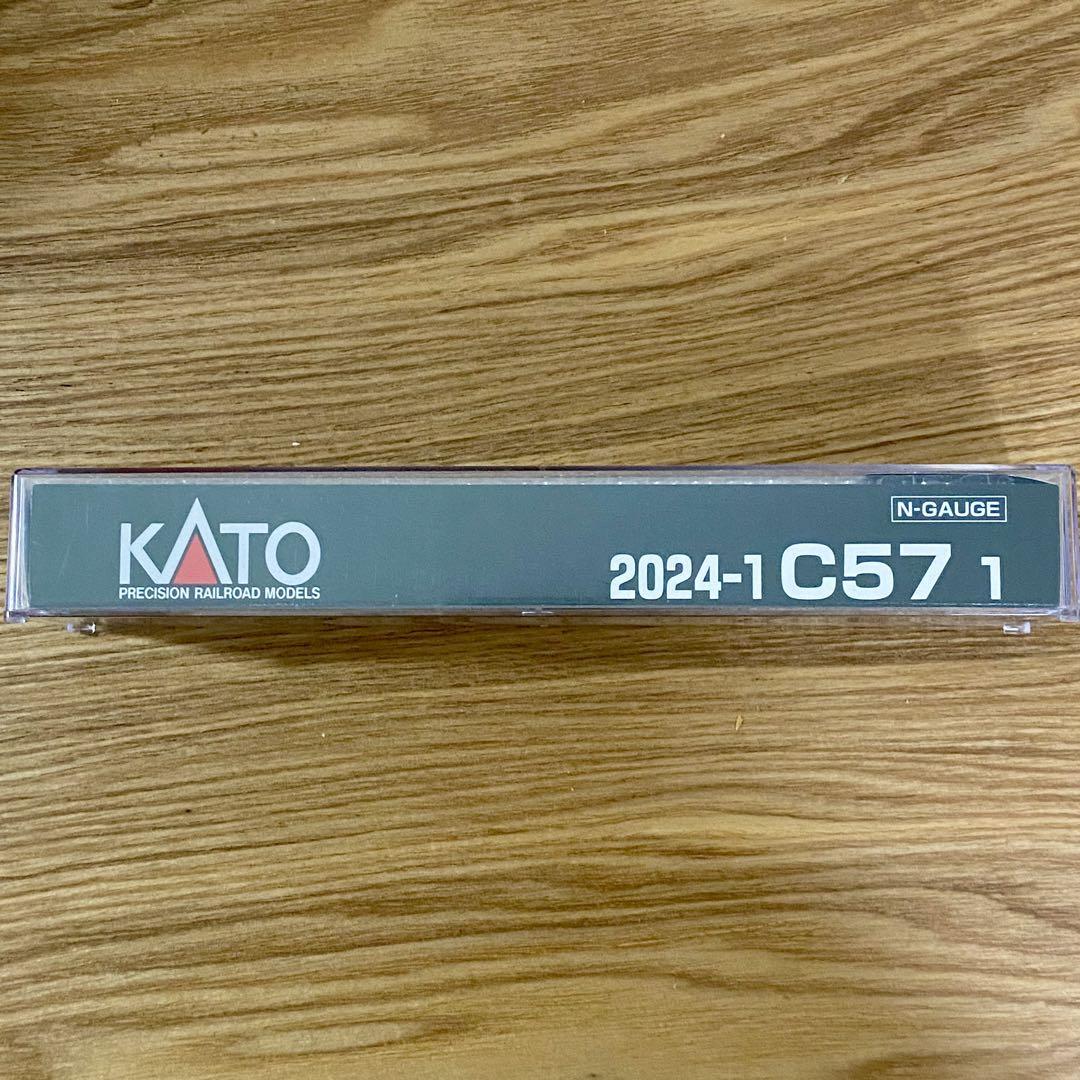 KATO
PRECISION RAILROAD MODELS
N-GAUGE
2024-1 C57 1